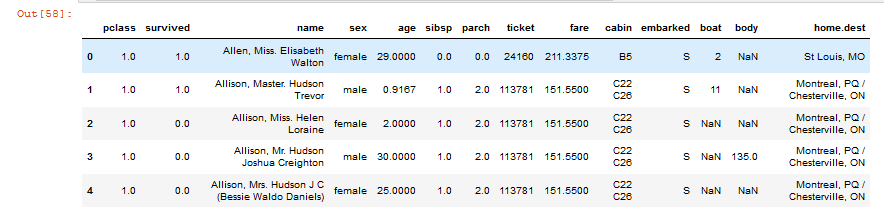 Out[58]:
pclass survived name sex age sibsp parch ticket fare cabin embarked boat body home.dest
0 1.0 1.0 Allen, Miss. Elisabeth Walton female 29.0000 0.0 0.0 24160 211.3375 B5 S 2 NaN St Louis, MO
1 1.0 1.0 Allison, Master. Hudson Trevor male 0.9167 1.0 2.0 113781 151.5500 C22 C26 S 11 NaN Montreal, PQ / Chesterville, ON
2 1.0 0.0 Allison, Miss. Helen Loraine female 2.0000 1.0 2.0 113781 151.5500 C22 C26 S NaN NaN Montreal, PQ / Chesterville, ON
3 1.0 0.0 Allison, Mr. Hudson Joshua Creighton male 30.0000 1.0 2.0 113781 151.5500 C22 C26 S NaN 135.0 Montreal, PQ / Chesterville, ON
4 1.0 0.0 Allison, Mrs. Hudson J C (Bessie Waldo Daniels) female 25.0000 1.0 2.0 113781 151.5500 C22 C26 S NaN NaN Montreal, PQ / Chesterville, ON